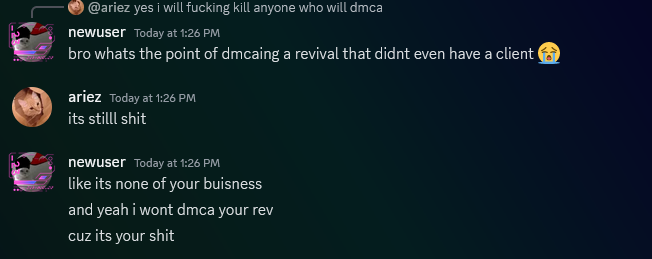 @ariez yes i will fucking kill anyone who will dmca
newuser Today at 1:26 PM
bro whats the point of dmcaing a revival that didnt even have a client 😭
ariez Today at 1:26 PM
its stilll shit
newuser Today at 1:26 PM
like its none of your buisness
and yeah i wont dmca your rev
cuz its your shit